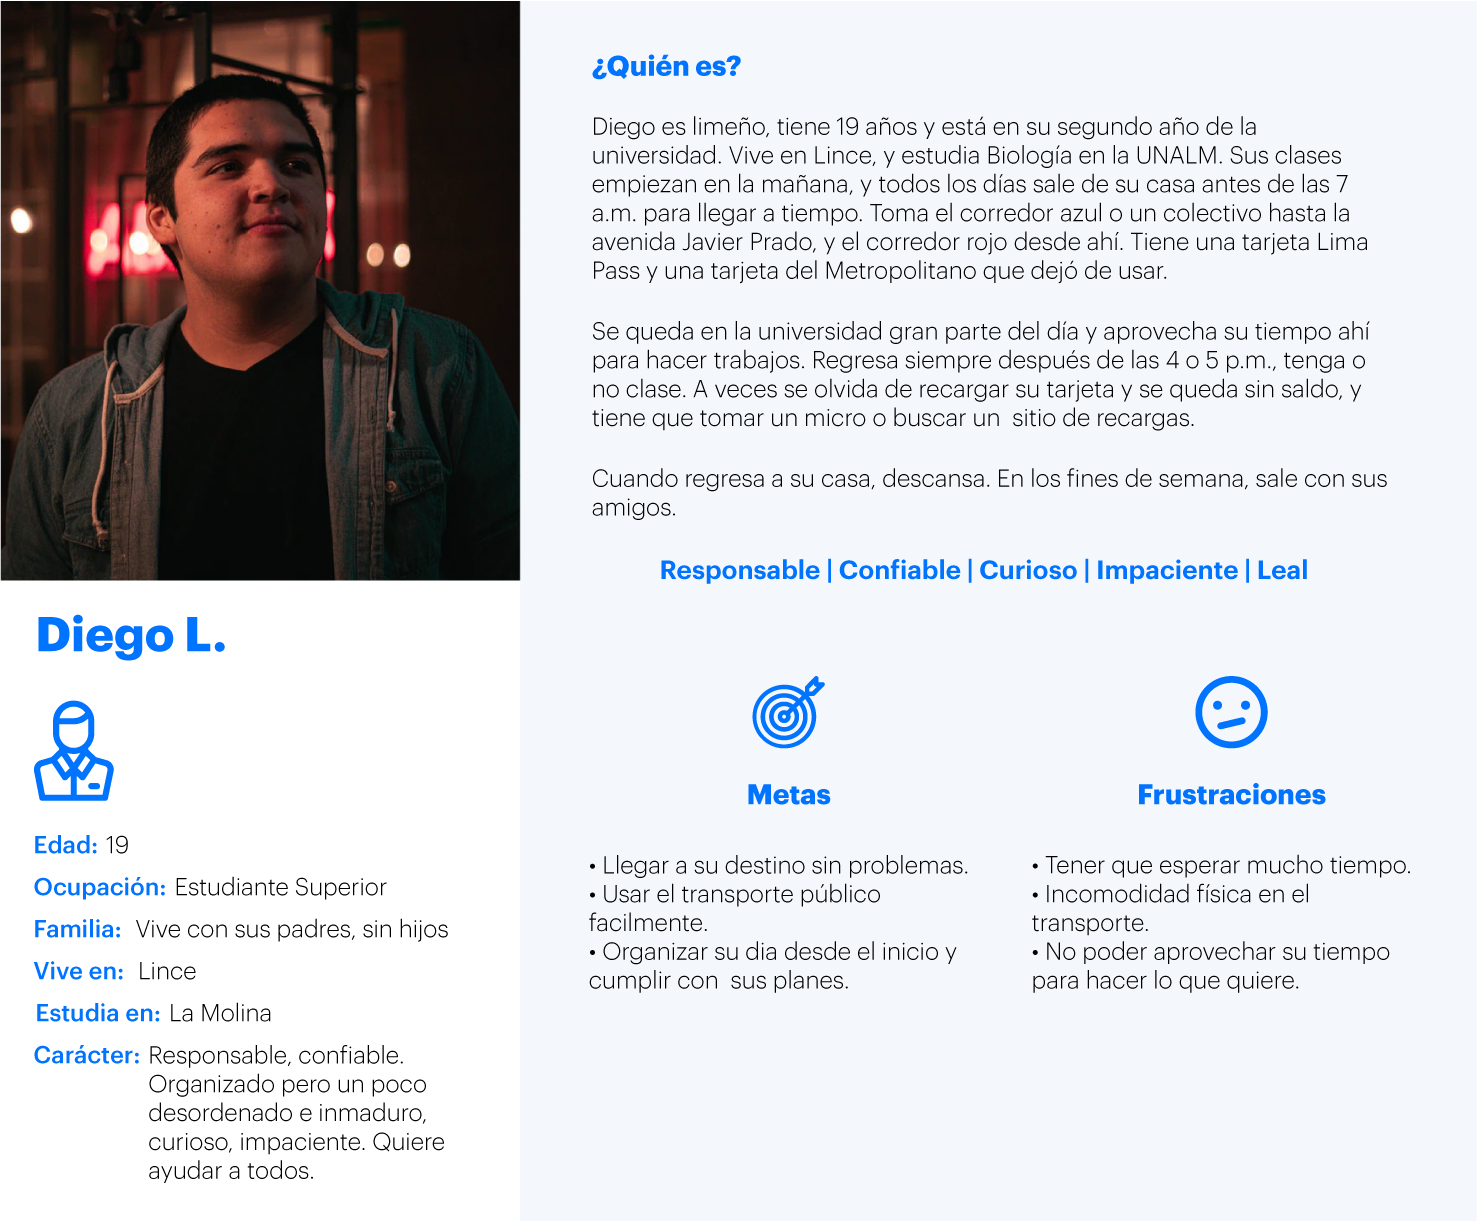 ¿Quién es?
Diego es limeño, tiene 19 años y está en su segundo año de la
universidad. Vive en Lince, y estudia Biología en la UNALM. Sus clases
empiezan en la mañana, y todos los días sale de su casa antes de las 7
a.m. para llegar a tiempo. Toma el corredor azul o un colectivo hasta la
avenida Javier Prado, y el corredor rojo desde ahí. Tiene una tarjeta Lima
Pass y una tarjeta del Metropolitano que dejó de usar.
Se queda en la universidad gran parte del día y aprovecha su tiempo ahí
para hacer trabajos. Regresa siempre después de las 4 o 5 p.m., tenga o
no clase. A veces se olvida de recargar su tarjeta y se queda sin saldo, y
tiene que tomar un micro o buscar un  sitio de recargas.
Cuando regresa a su casa, descansa. En los fines de semana, sale con sus
amigos.
Responsable | Confiable | Curioso | Impaciente | Leal
Diego L.
Edad: 19
Ocupación: Estudiante Superior
Familia: Vive con sus padres, sin hijos
Vive en: Lince
Estudia en: La Molina
Carácter: Responsable, confiable.
Organizado pero un poco
desordenado e inmaduro,
curioso, impaciente. Quiere
ayudar a todos.
Metas
• Llegar a su destino sin problemas.
• Usar el transporte público
facilmente.
• Organizar su dia desde el inicio y
cumplir con  sus planes.
Frustraciones
• Tener que esperar mucho tiempo.
• Incomodidad física en el
transporte.
• No poder aprovechar su tiempo
para hacer lo que quiere.